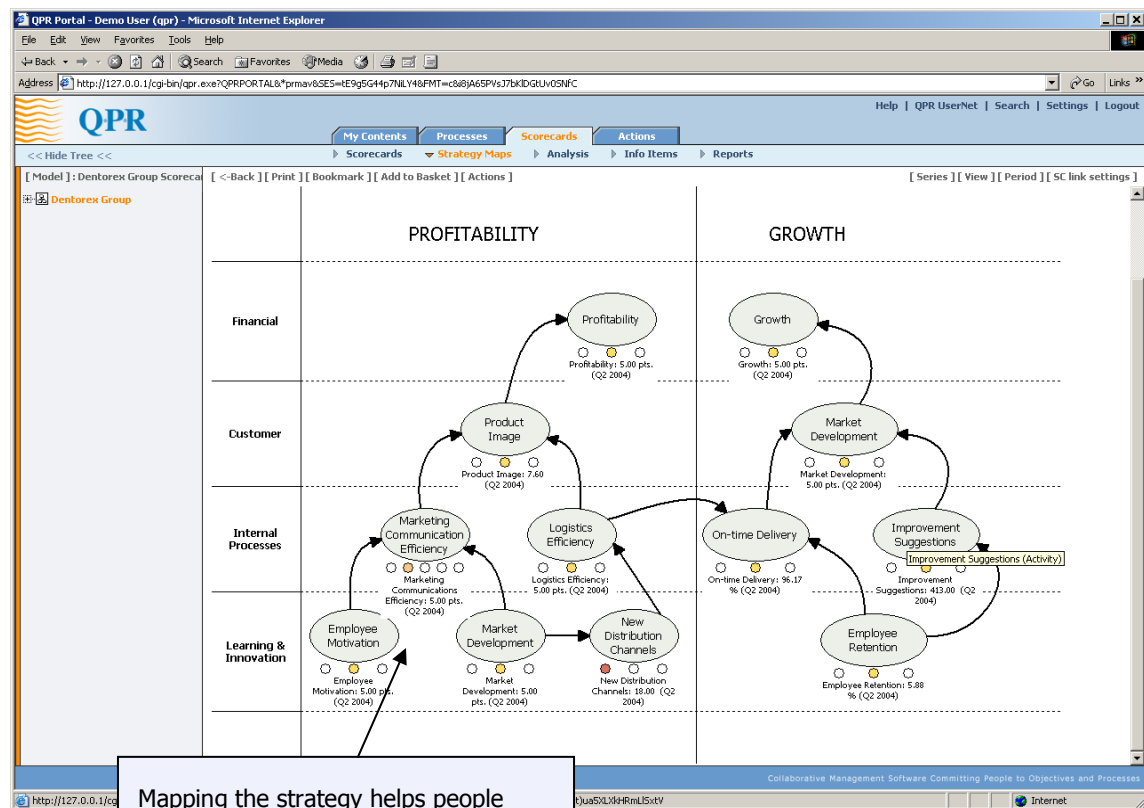 QPR Portal - Demo User (qpr) - Microsoft Internet Explorer
File Edit View Favorites Tools Help
Back Search Favorites Media
Address http://127.0.0.1/cgi-bin/qpr.exe?QPRPORTAL&*prmav&SES=tE9g5G44p7NiLY4&FMT=c&i8jA65PVsJ7bKlDGtUv0SNfC Go Links »
QPR
Help | QPR UserNet | Search | Settings | Logout
My Contents Processes Scorecards Actions
<< Hide Tree <<
Scorecards Strategy Maps Analysis Info Items Reports
[ Model ] : Dentorex Group Scorecar
[ <-Back ] [ Print ] [ Bookmark ] [ Add to Basket ] [ Actions ]
[ Series ] [ View ] [ Period ] [ SC link settings ]
Dentorex Group
PROFITABILITY GROWTH
Financial
Profitability
Profitability: 5.00 pts.
(Q2 2004)
Growth
Growth: 5.00 pts.
(Q2 2004)
Customer
Product
Image
Product Image: 7.60
(Q2 2004)
Market
Development
Market Development:
5.00 pts. (Q2 2004)
Internal
Processes
Marketing
Communication
Efficiency
Marketing
Communications
Efficiency: 5.00 pts.
(Q2 2004)
Logistics
Efficiency
Logistics Efficiency:
5.00 pts. (Q2 2004)
On-time Delivery
On-time Delivery: 96.17
% (Q2 2004)
Improvement
Suggestions
Improvement Suggestions (Activity)
Improvement
Suggestions: 413.00 (Q2
2004)
Learning &
Innovation
Employee
Motivation
Employee
Motivation: 5.00 pts.
(Q2 2004)
Market
Development
Market
Development: 5.00
pts. (Q2 2004)
New
Distribution
Channels
New Distribution
Channels: 18.00 (Q2
2004)
Employee
Retention
Employee Retention: 5.88
% (Q2 2004)
Collaborative Management Software Committing People to Objectives and Processes
Mapping the strategy helps people
http://127.0.0.1/cg
Internet